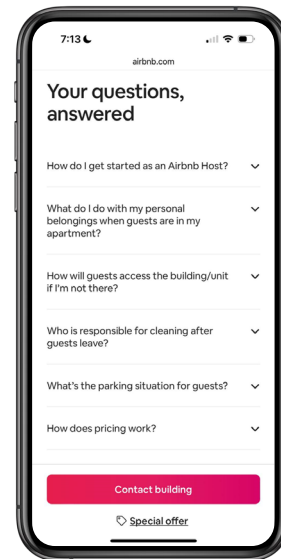 7:13
airbnb.com
Your questions,
answered
How do I get started as an Airbnb Host?
What do I do with my personal
belongings when guests are in my
apartment?
How will guests access the building/unit
if I'm not there?
Who is responsible for cleaning after
guests leave?
What's the parking situation for guests?
How does pricing work?
Contact building
Special offer